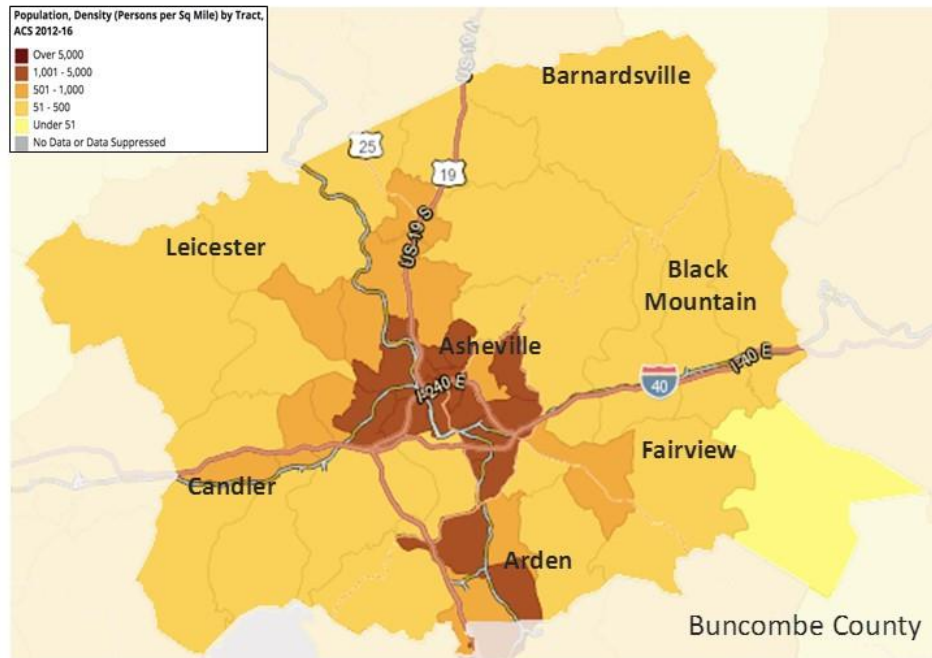 Population, Density (Persons per Sq Mile) by Tract,
ACS 2012-16
Over 5,000
1,001 - 5,000
501 - 1,000
51 - 500
Under 51
No Data or Data Suppressed
US-19 A
Barnardsville
25
19
US-19 S
Leicester
Black
Mountain
Asheville
I-240 E
I-40 E
40
Fairview
Candler
Arden
Buncombe County